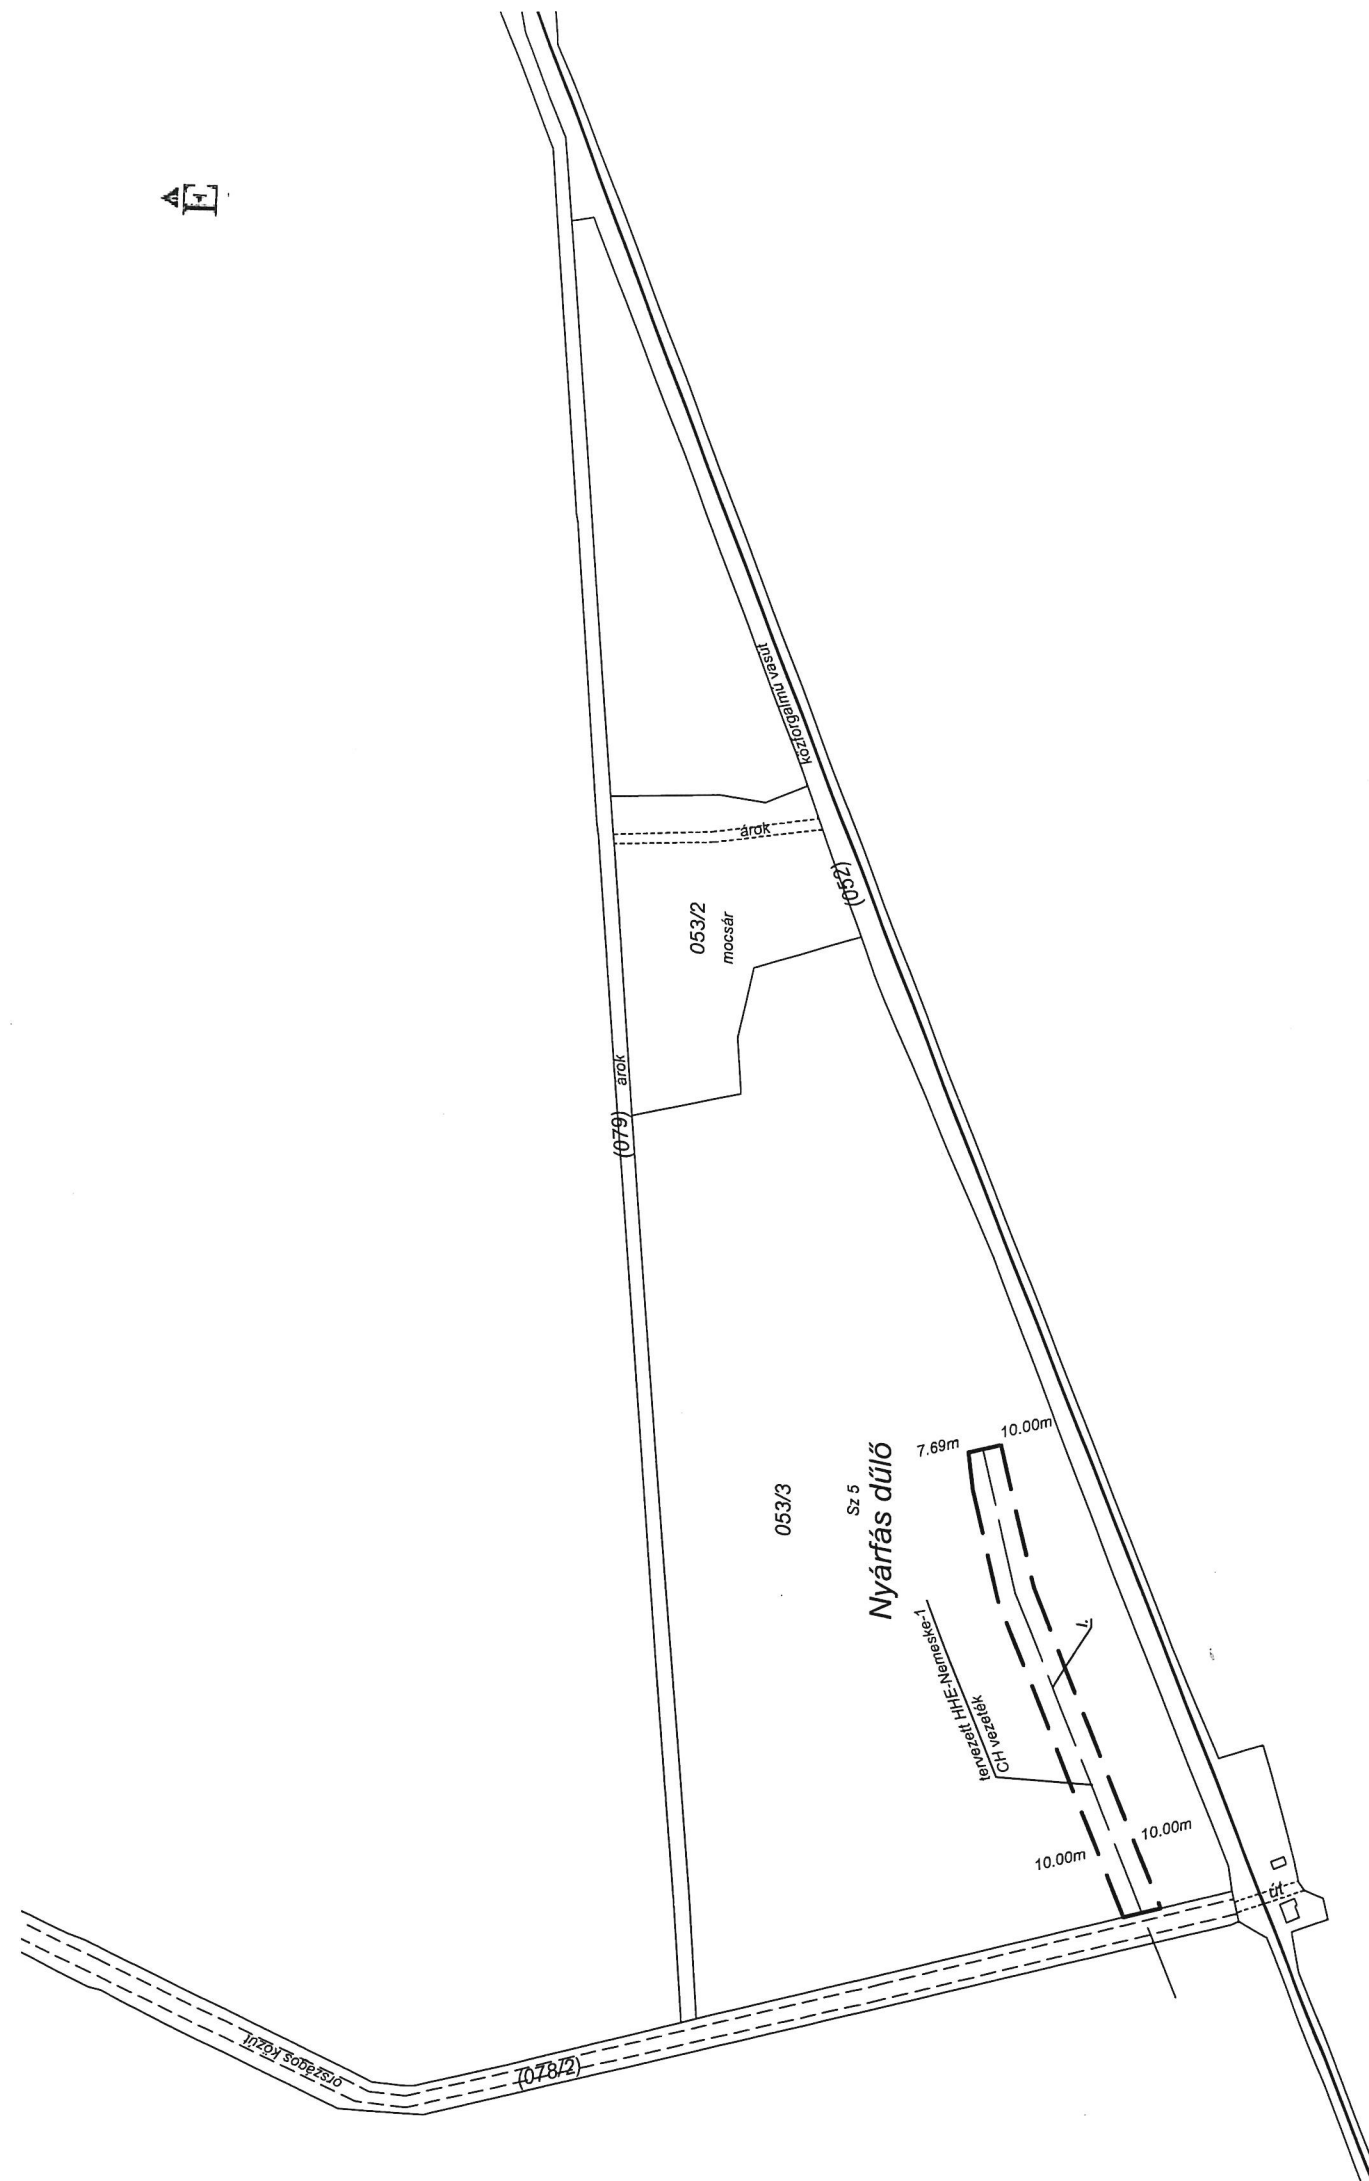 É
közforgalmú vasút
árok
(052)
053/2
mocsár
árok
(079)
7.69m
10.00m
053/3
Sz 5
Nyárfás dűlő
tervezett HHE-Nemeske-1
CH vezeték
1.
10.00m
10.00m
út
országos közút
(078/2)